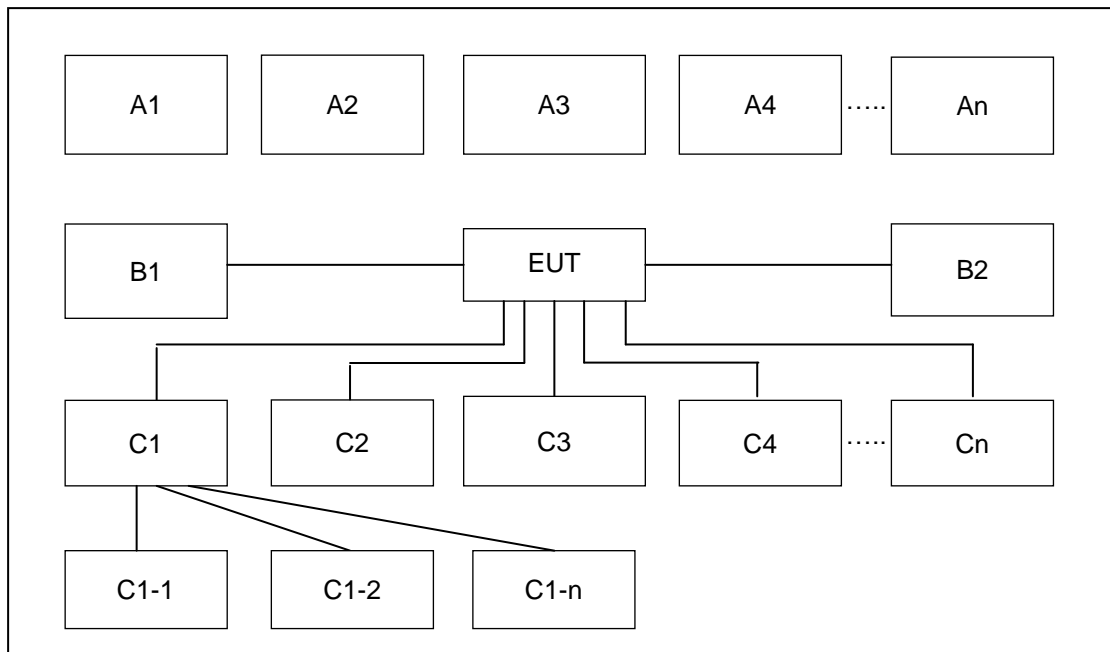 A1 A2 A3 A4 ..... An
B1 EUT B2
C1 C2 C3 C4 ..... Cn
C1-1 C1-2 C1-n